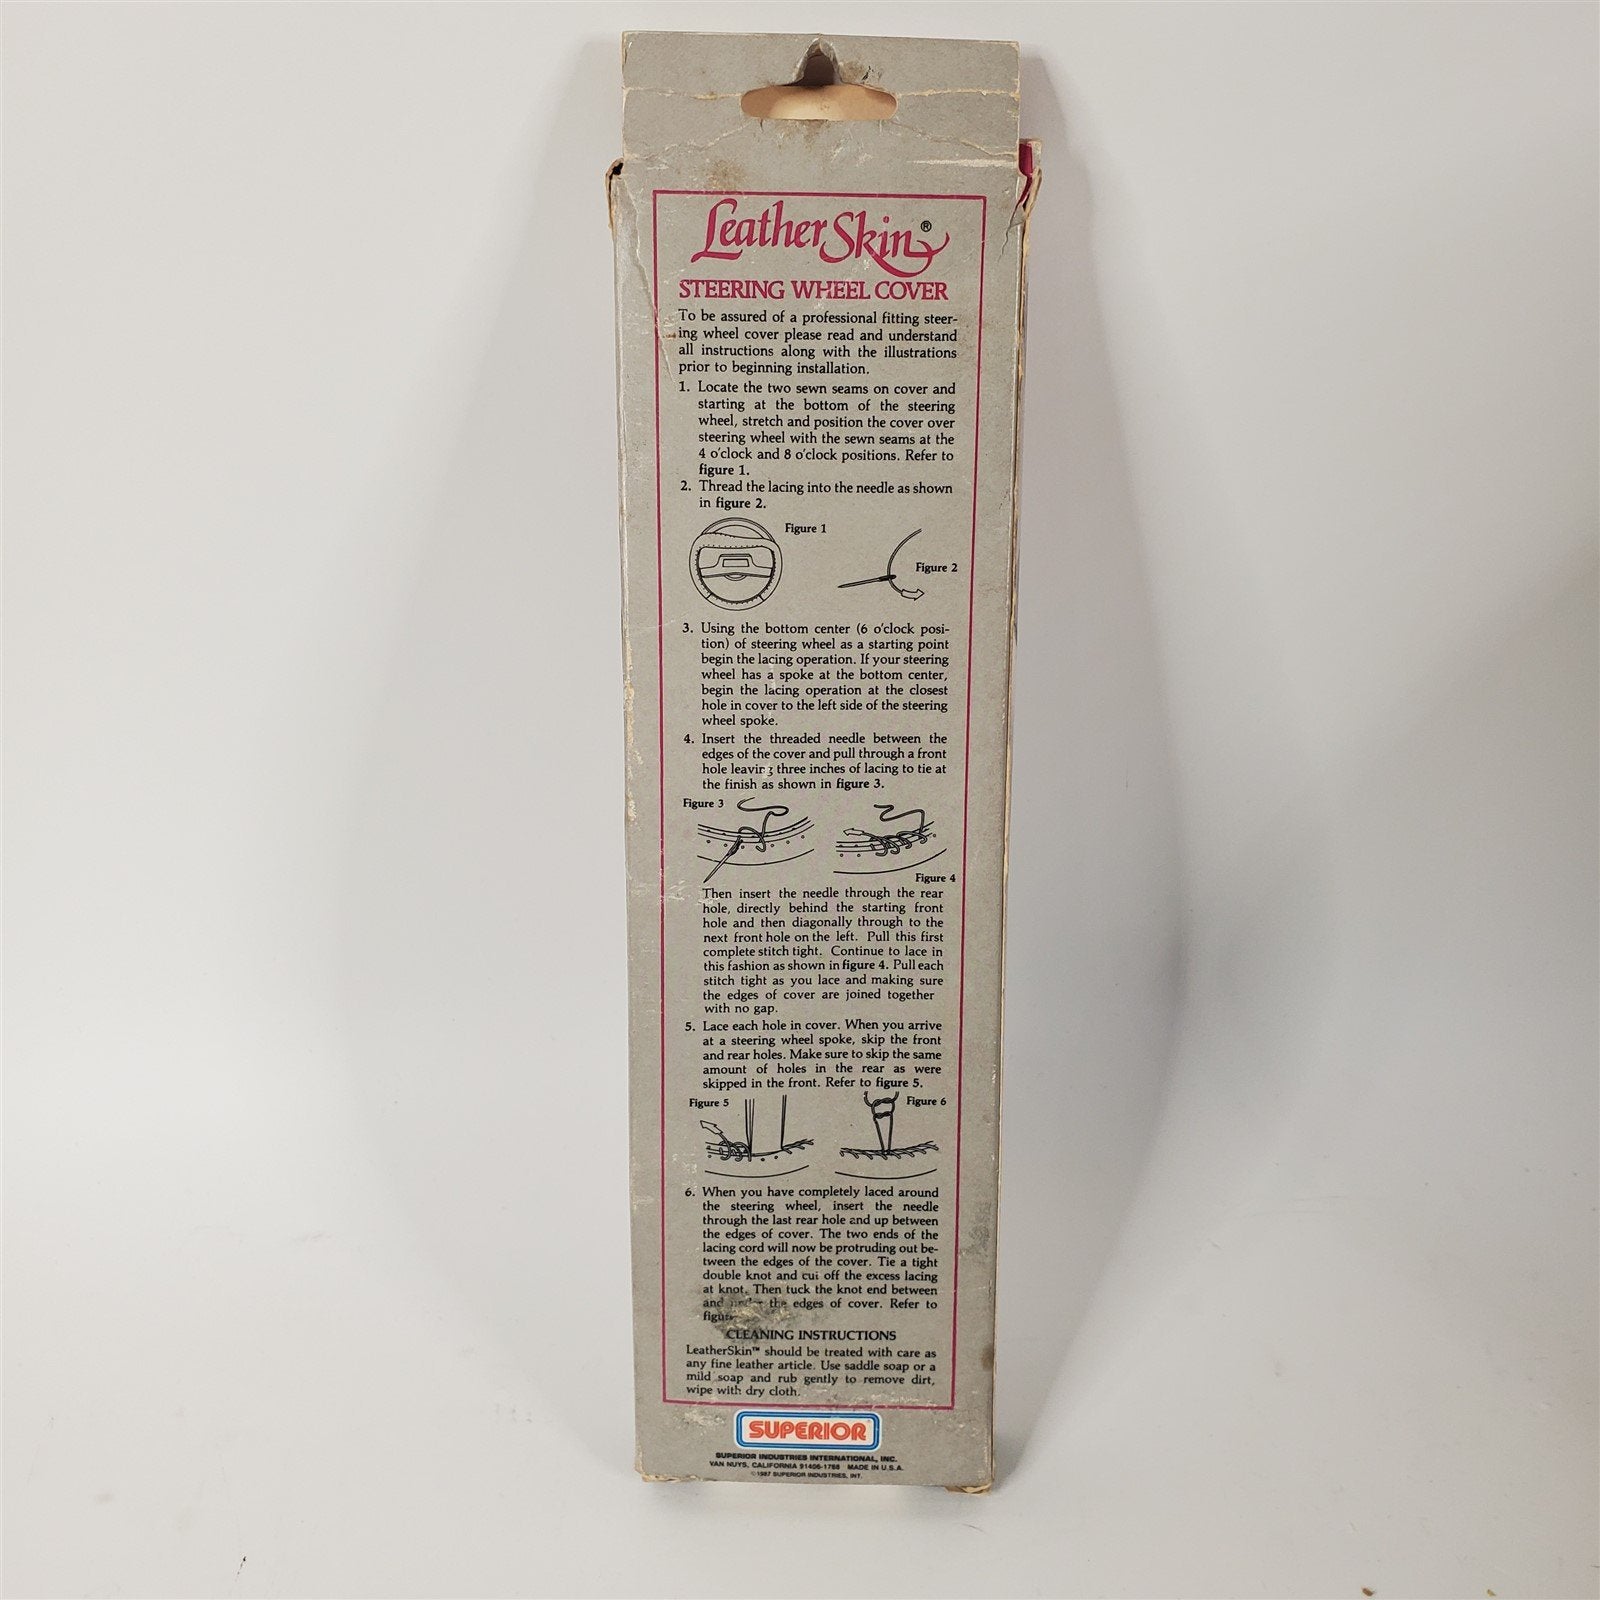 LeatherSkin®
STEERING WHEEL COVER
To be assured of a professional fitting steer-
ing wheel cover please read and understand
all instructions along with the illustrations
prior to beginning installation.
1. Locate the two sewn seams on cover and
starting at the bottom of the steering
wheel, stretch and position the cover over
steering wheel with the sewn seams at the
4 o'clock and 8 o'clock positions. Refer to
figure 1.
2. Thread the lacing into the needle as shown
in figure 2.
Figure 1
Figure 2
3. Using the bottom center (6 o'clock posi-
tion) of steering wheel as a starting point
begin the lacing operation. If your steering
wheel has a spoke at the bottom center,
begin the lacing operation at the closest
hole in cover to the left side of the steering
wheel spoke.
4. Insert the threaded needle between the
edges of the cover and pull through a front
hole leaving three inches of lacing to tie at
the finish as shown in figure 3.
Figure 3
Figure 4
Then insert the needle through the rear
hole, directly behind the starting front
hole and then diagonally through to the
next front hole on the left. Pull this first
complete stitch tight. Continue to lace in
this fashion as shown in figure 4. Pull each
stitch tight as you lace and making sure
the edges of cover are joined together
with no gap.
5. Lace each hole in cover. When you arrive
at a steering wheel spoke, skip the front
and rear holes. Make sure to skip the same
amount of holes in the rear as were
skipped in the front. Refer to figure 5.
Figure 5
Figure 6
6. When you have completely laced around
the steering wheel, insert the needle
through the last rear hole and up between
the edges of cover. The two ends of the
lacing cord will now be protruding out be-
tween the edges of the cover. Tie a tight
double knot and cut off the excess lacing
at knot. Then tuck the knot end between
and under the edges of cover. Refer to
CLEANING INSTRUCTIONS
LeatherSkin™ should be treated with care as
any fine leather article. Use saddle soap or a
mild soap and rub gently to remove dirt,
wipe with dry cloth.
SUPERIOR
SUPERIOR INDUSTRIES INTERNATIONAL, INC.
VAN NUYS, CALIFORNIA 91406-1788 MADE IN U.S.A.
©1987 SUPERIOR INDUSTRIES, INT.